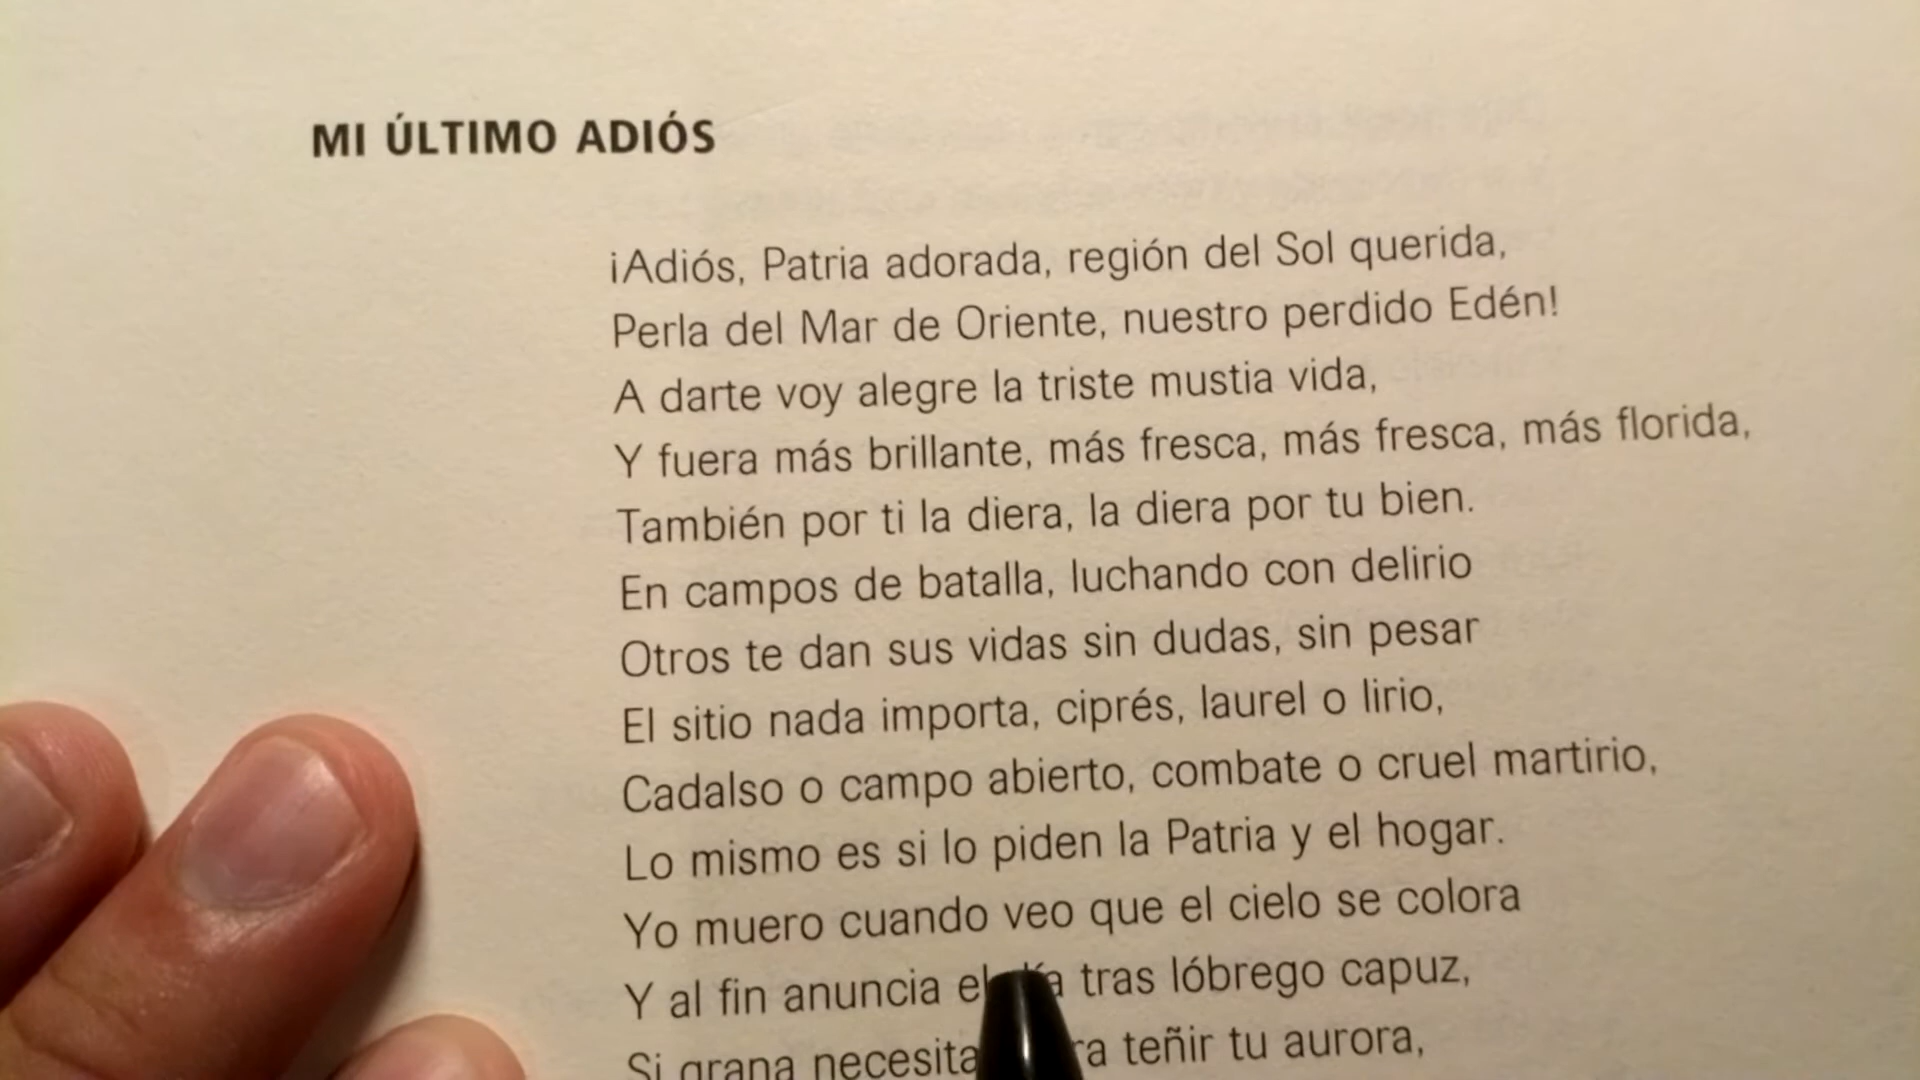 MI ÚLTIMO ADIÓS
¡Adiós, Patria adorada, región del Sol querida,
Perla del Mar de Oriente, nuestro perdido Edén!
A darte voy alegre la triste mustia vida,
Y fuera más brillante, más fresca, más fresca, más florida,
También por ti la diera, la diera por tu bien.
En campos de batalla, luchando con delirio
Otros te dan sus vidas sin dudas, sin pesar
El sitio nada importa, ciprés, laurel o lirio,
Cadalso o campo abierto, combate o cruel martirio,
Lo mismo es si lo piden la Patria y el hogar.
Yo muero cuando veo que el cielo se colora
Y al fin anuncia el día tras lóbrego capuz,
Si grana necesita teñir tu aurora,